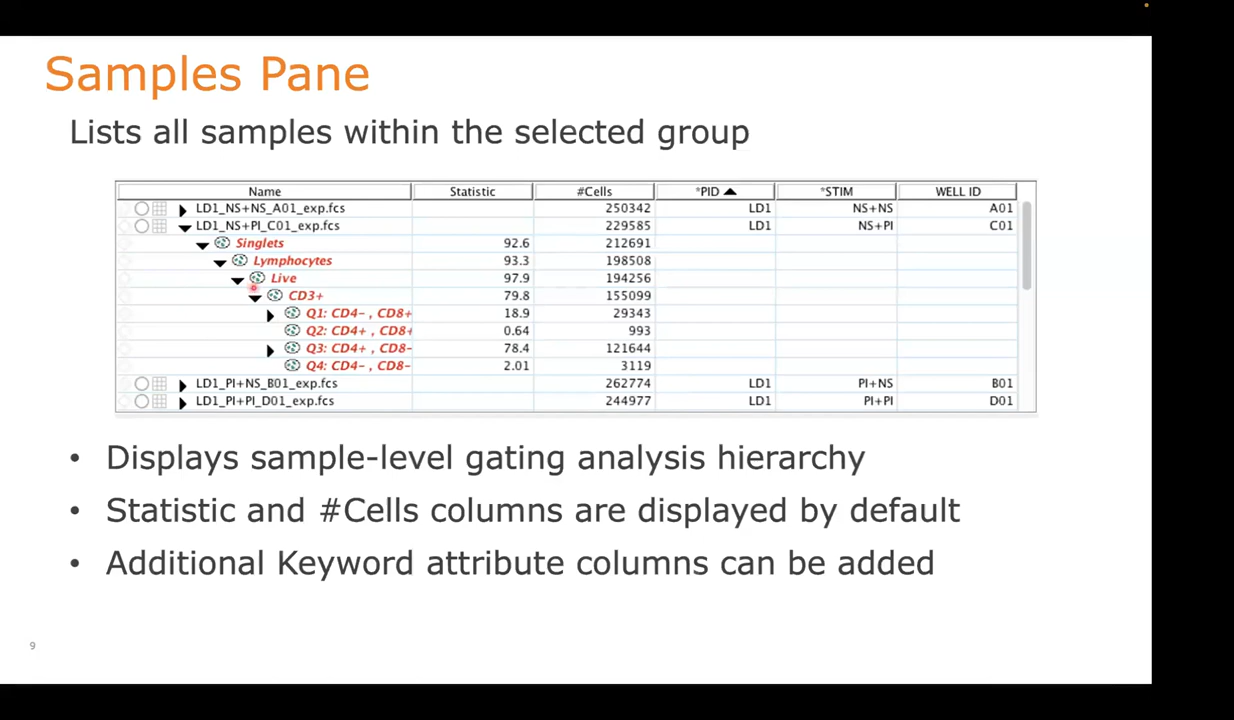 Samples Pane
Lists all samples within the selected group
Name Statistic #Cells *PID *STIM WELL ID
LD1_NS+NS_A01_exp.fcs 250342 LD1 NS+NS A01
LD1_NS+PI_C01_exp.fcs 229585 LD1 NS+PI C01
Singlets 92.6 212691
Lymphocytes 93.3 198508
Live 97.9 194256
CD3+ 79.8 155099
Q1: CD4- , CD8+ 18.9 29343
Q2: CD4+ , CD8+ 0.64 993
Q3: CD4+ , CD8- 78.4 121644
Q4: CD4- , CD8- 2.01 3119
LD1_PI+NS_B01_exp.fcs 262774 LD1 PI+NS B01
LD1_PI+PI_D01_exp.fcs 244977 LD1 PI+PI D01
• Displays sample-level gating analysis hierarchy
• Statistic and #Cells columns are displayed by default
• Additional Keyword attribute columns can be added
9